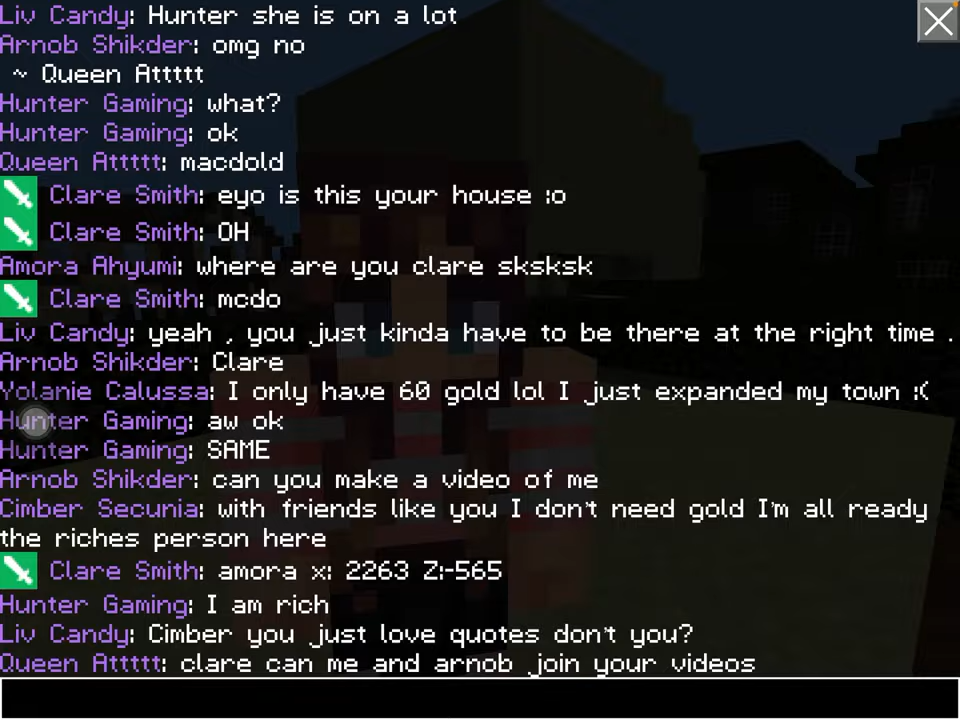 Liv Candy: Hunter she is on a lot
Arnob Shikder: omg no
~ Queen Attttt
Hunter Gaming: what?
Hunter Gaming: ok
Queen Attttt: macdold
Clare Smith: eyo is this your house :o
Clare Smith: OH
Amora Ahyumi: where are you clare sksksk
Clare Smith: mcdo
Liv Candy: yeah , you just kinda have to be there at the right time .
Arnob Shikder: Clare
Yolanie Calussa: I only have 60 gold lol I just expanded my town :(
Hunter Gaming: aw ok
Hunter Gaming: SAME
Arnob Shikder: can you make a video of me
Cimber Secunia: with friends like you I don't need gold I'm all ready
the riches person here
Clare Smith: amora x: 2263 Z:-565
Hunter Gaming: I am rich
Liv Candy: Cimber you just love quotes don't you?
Queen Attttt: clare can me and arnob join your videos